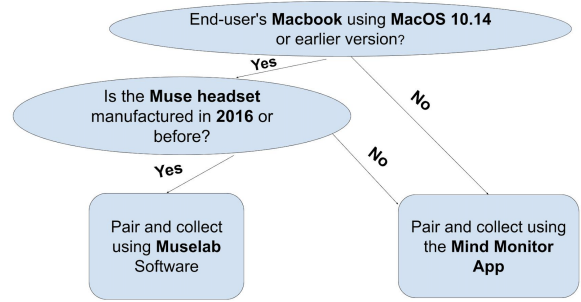 End-user's Macbook using MacOS 10.14
or earlier version?
Yes
Is the Muse headset
manufactured in 2016 or
before?
No
Yes
No
Pair and collect
using Muselab
Software
Pair and collect using
the Mind Monitor
App